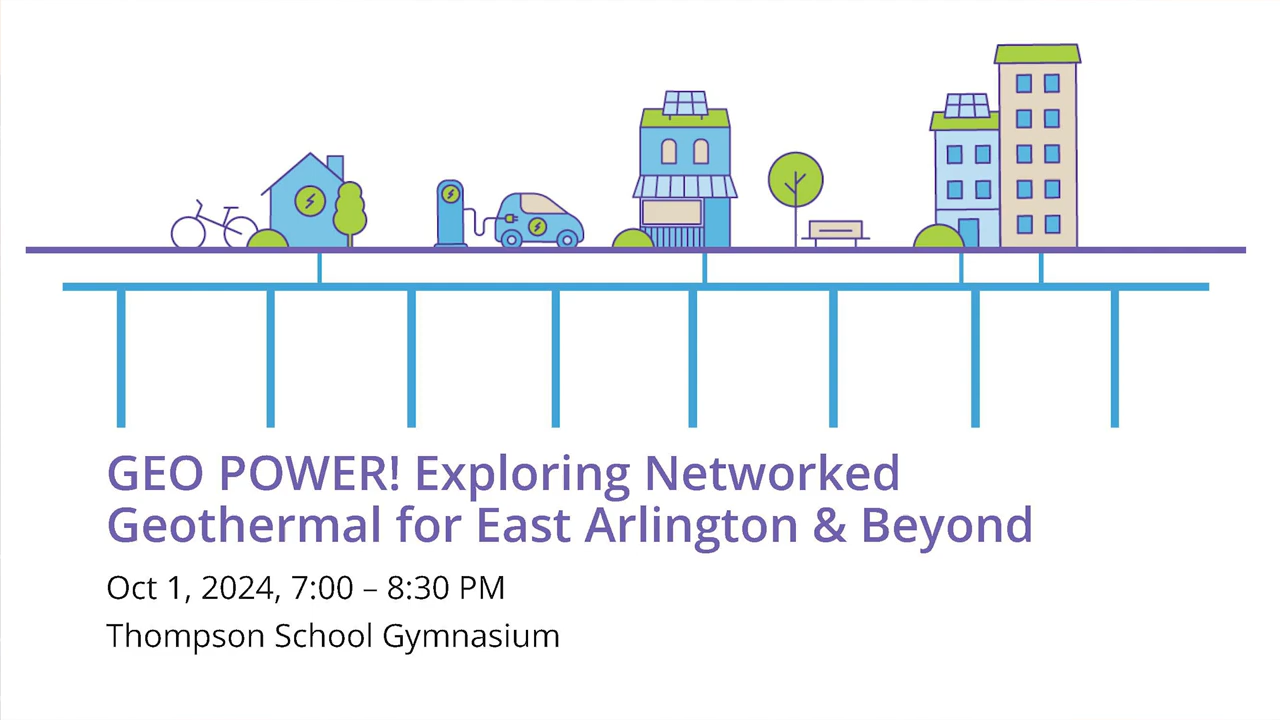 GEO POWER! Exploring Networked
Geothermal for East Arlington & Beyond
Oct 1, 2024, 7:00 – 8:30 PM
Thompson School Gymnasium